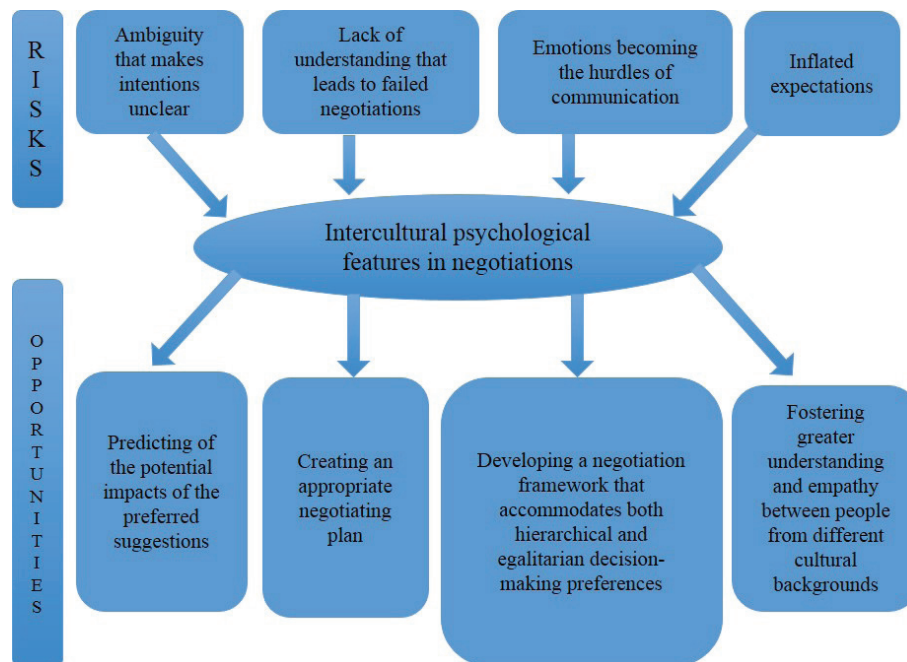 RISKS
Ambiguity
that makes
intentions
unclear
Lack of
understanding that
leads to failed
negotiations
Emotions becoming
the hurdles of
communication
Inflated
expectations
Intercultural psychological
features in negotiations
OPPORTUNITIES
Predicting of
the potential
impacts of the
preferred
suggestions
Creating an
appropriate
negotiating
plan
Developing a negotiation
framework that
accommodates both
hierarchical and
egalitarian decision-
making preferences
Fostering
greater
understanding
and empathy
between people
from different
cultural
backgrounds